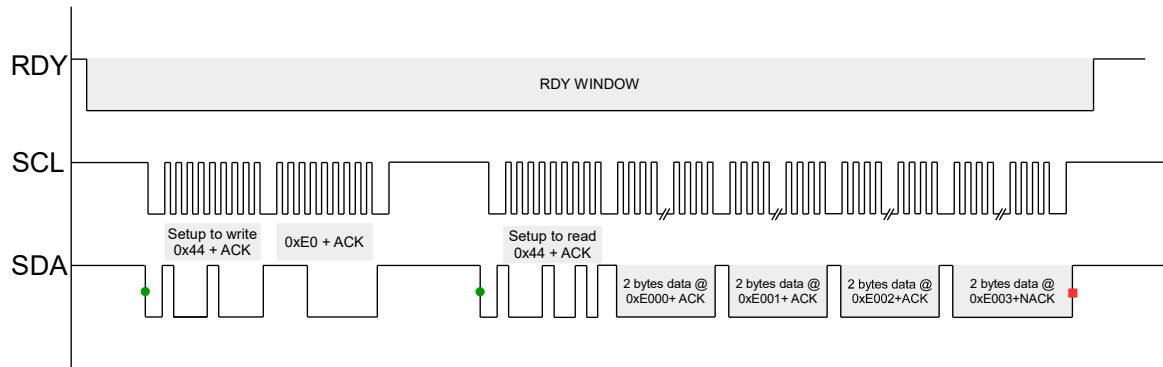 RDY
RDY WINDOW
SCL
Setup to write
0x44 + ACK
0xE0 + ACK
Setup to read
0x44 + ACK
SDA
2 bytes data @
0xE000+ ACK
2 bytes data @
0xE001+ ACK
2 bytes data @
0xE002+ACK
2 bytes data @
0xE003+NACK